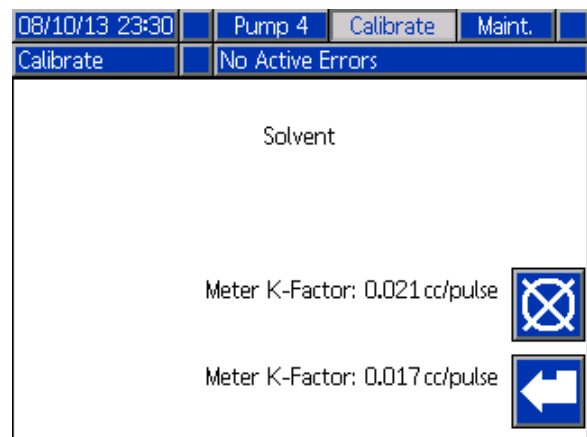 08/10/13 23:30 Pump 4 Calibrate Maint.
Calibrate No Active Errors
Solvent
Meter K-Factor: 0.021 cc/pulse
Meter K-Factor: 0.017 cc/pulse